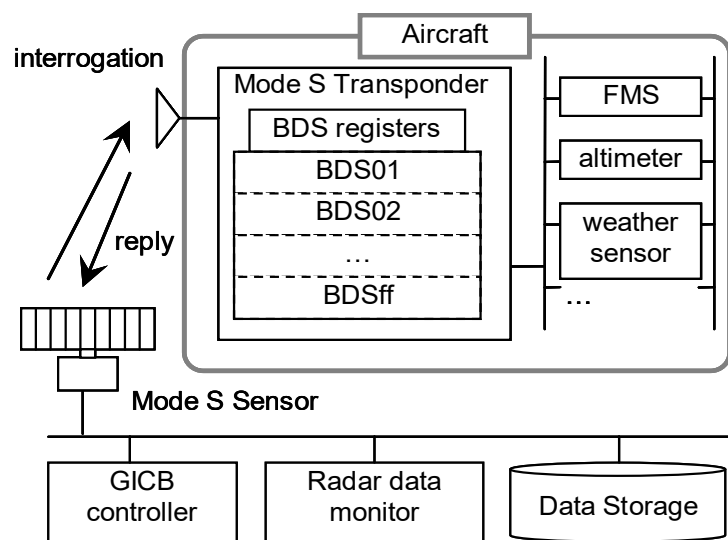 Aircraft
interrogation
Mode S Transponder
BDS registers
BDS01
BDS02
...
BDSff
FMS
altimeter
weather
sensor
...
reply
Mode S Sensor
GICB
controller
Radar data
monitor
Data Storage